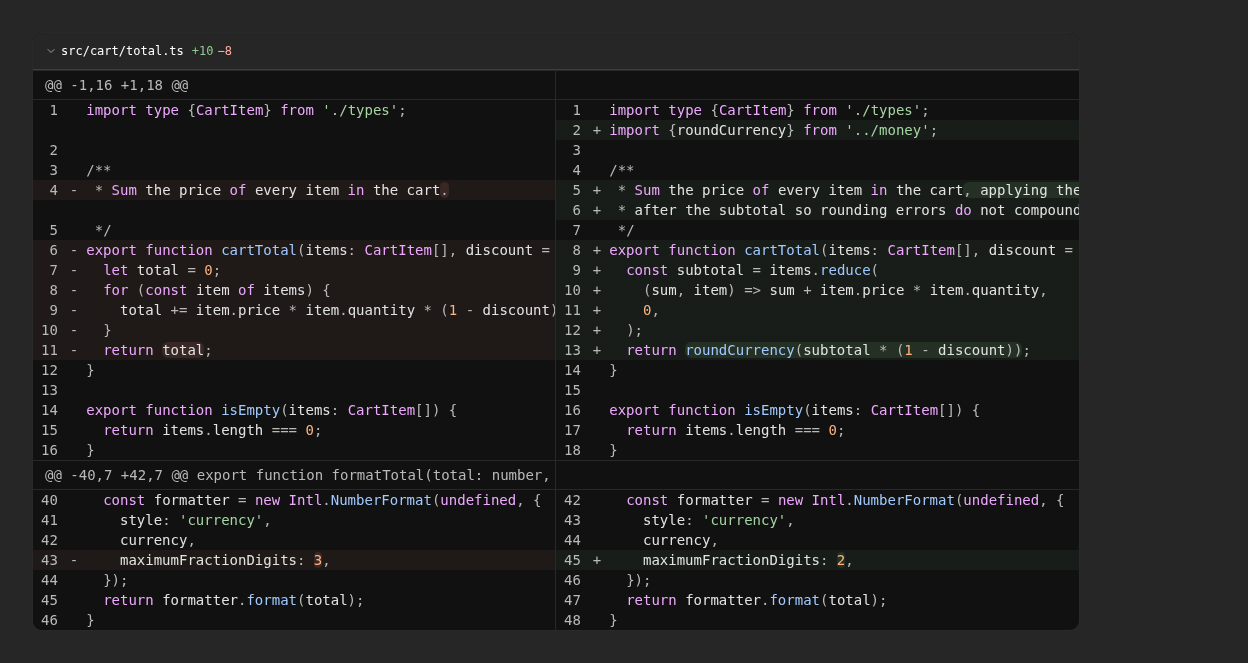 src/cart/total.ts +10 −8
@@ -1,16 +1,18 @@
1 import type {CartItem} from './types';
2
3 /**
4 - * Sum the price of every item in the cart.
5 */
6 - export function cartTotal(items: CartItem[], discount =
7 - let total = 0;
8 - for (const item of items) {
9 - total += item.price * item.quantity * (1 - discount)
10 - }
11 - return total;
12 }
13
14 export function isEmpty(items: CartItem[]) {
15 return items.length === 0;
16 }
1 import type {CartItem} from './types';
2 + import {roundCurrency} from '../money';
3
4 /**
5 + * Sum the price of every item in the cart, applying the
6 + * after the subtotal so rounding errors do not compound
7 */
8 + export function cartTotal(items: CartItem[], discount =
9 + const subtotal = items.reduce(
10 + (sum, item) => sum + item.price * item.quantity,
11 + 0,
12 + );
13 + return roundCurrency(subtotal * (1 - discount));
14 }
15
16 export function isEmpty(items: CartItem[]) {
17 return items.length === 0;
18 }
@@ -40,7 +42,7 @@ export function formatTotal(total: number,
40 const formatter = new Intl.NumberFormat(undefined, {
41 style: 'currency',
42 currency,
43 - maximumFractionDigits: 3,
44 });
45 return formatter.format(total);
46 }
42 const formatter = new Intl.NumberFormat(undefined, {
43 style: 'currency',
44 currency,
45 + maximumFractionDigits: 2,
46 });
47 return formatter.format(total);
48 }